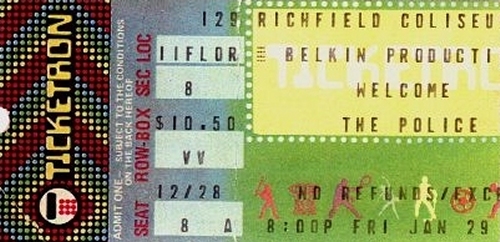 TICKETRON
ADMIT ONE— SUBJECT TO THE CONDITIONS
ON THE BACK HEREOF
SEAT ROW-BOX SEC LOC
129
11FLOR
8
$10.50
VV
12/28
8 A
RICHFIELD COLISEU
BELKIN PRODUCTI
WELCOME
THE POLICE
NO REFUNDS/EXC
8:00P FRI JAN 29